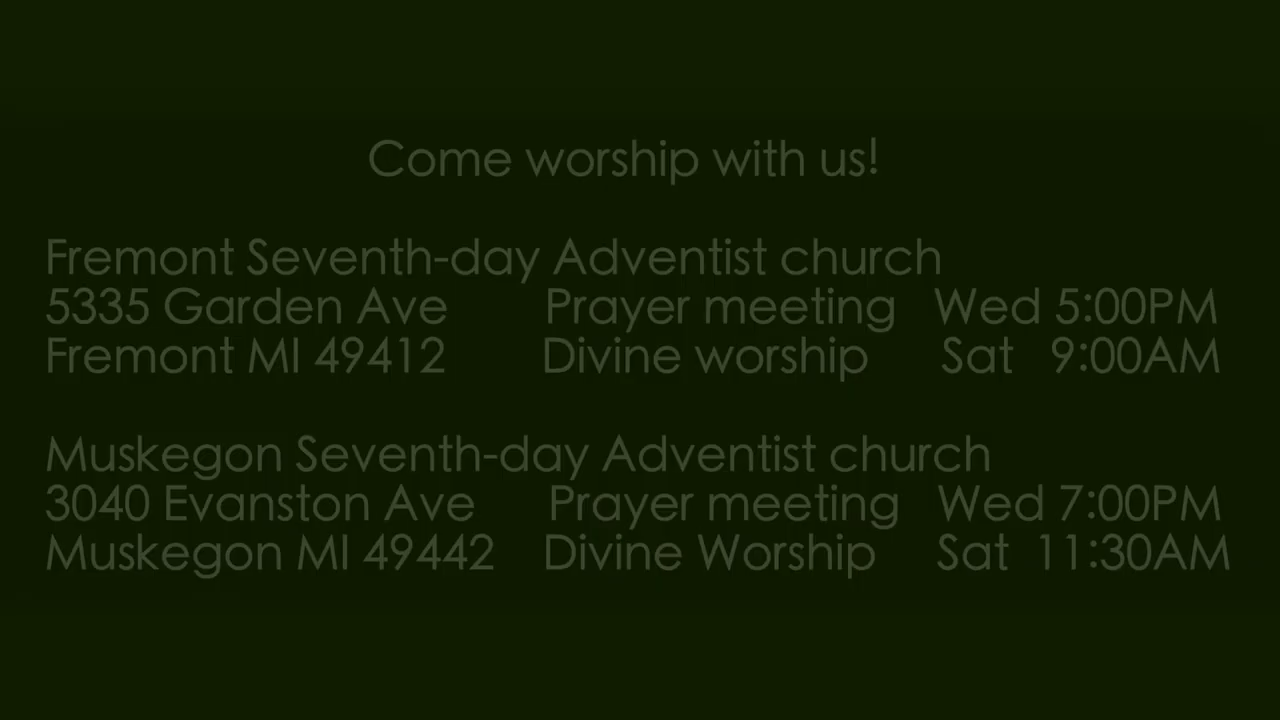 Come worship with us!
Fremont Seventh-day Adventist church
5335 Garden Ave Prayer meeting Wed 5:00PM
Fremont MI 49412 Divine worship Sat 9:00AM
Muskegon Seventh-day Adventist church
3040 Evanston Ave Prayer meeting Wed 7:00PM
Muskegon MI 49442 Divine Worship Sat 11:30AM